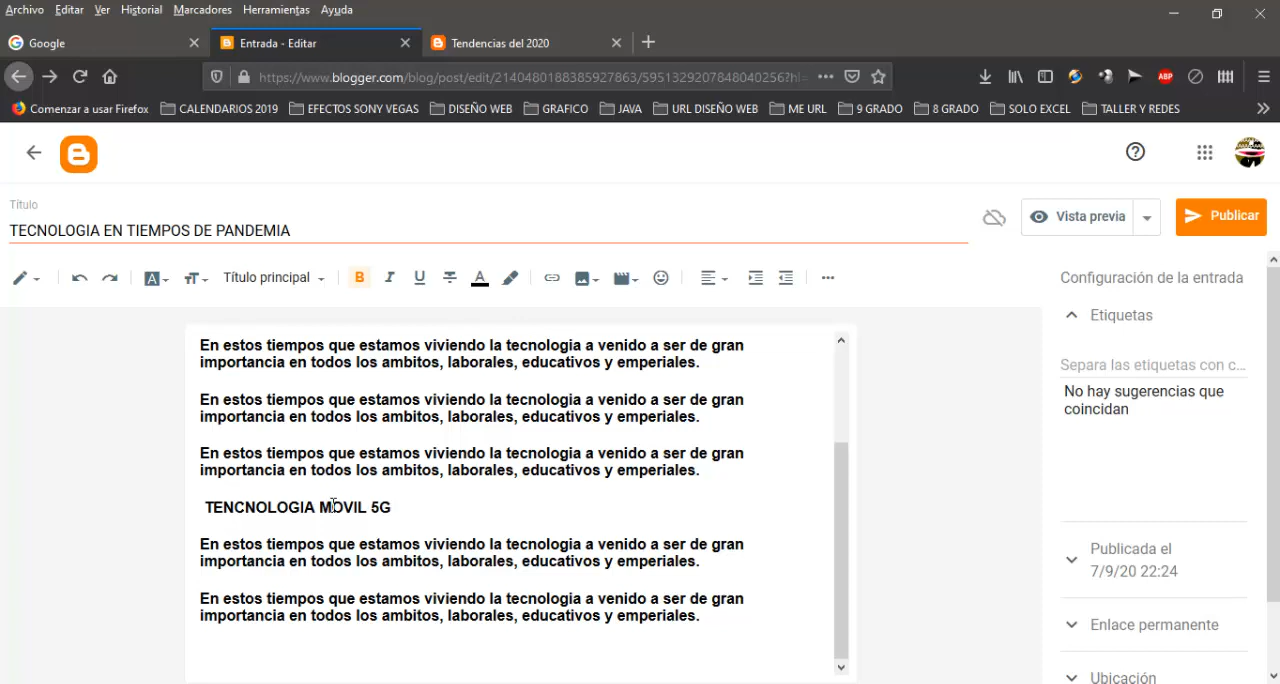 Archivo Editar Ver Historial Marcadores Herramientas Ayuda
Google Entrada - Editar Tendencias del 2020
https://www.blogger.com/blog/post/edit/2140480188385927863/5951329207848040256?hl= ABP
Comenzar a usar Firefox CALENDARIOS 2019 EFECTOS SONY VEGAS DISEÑO WEB GRAFICO JAVA URL DISEÑO WEB ME URL 9 GRADO 8 GRADO SOLO EXCEL TALLER Y REDES
Título
TECNOLOGIA EN TIEMPOS DE PANDEMIA
Vista previa Publicar
Título principal B I U A
Configuración de la entrada
Etiquetas
Separa las etiquetas con c...
No hay sugerencias que
coincidan
En estos tiempos que estamos viviendo la tecnologia a venido a ser de gran
importancia en todos los ambitos, laborales, educativos y emperiales.
En estos tiempos que estamos viviendo la tecnologia a venido a ser de gran
importancia en todos los ambitos, laborales, educativos y emperiales.
En estos tiempos que estamos viviendo la tecnologia a venido a ser de gran
importancia en todos los ambitos, laborales, educativos y emperiales.
TENCNOLOGIA MOVIL 5G
En estos tiempos que estamos viviendo la tecnologia a venido a ser de gran
importancia en todos los ambitos, laborales, educativos y emperiales.
En estos tiempos que estamos viviendo la tecnologia a venido a ser de gran
importancia en todos los ambitos, laborales, educativos y emperiales.
Publicada el
7/9/20 22:24
Enlace permanente
Ubicación